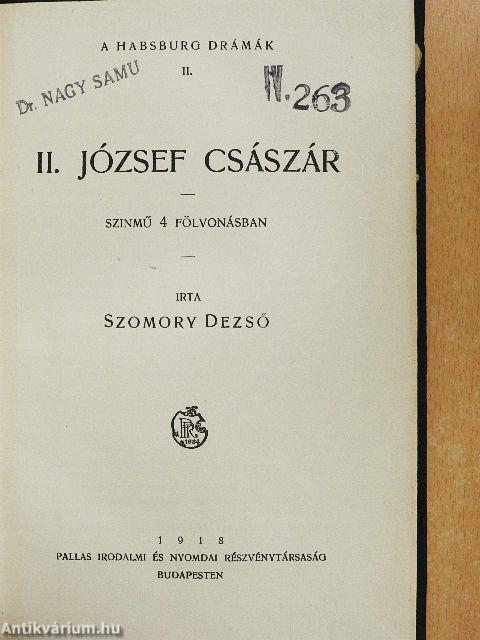 A HABSBURG DRÁMÁK
II.
Dr. NAGY SAMU
N. 263
II. JÓZSEF CSÁSZÁR
SZINMŰ 4 FÖLVONÁSBAN
IRTA
SZOMORY DEZSŐ
1884
1918
PALLAS IRODALMI ÉS NYOMDAI RÉSZVÉNYTÁRSASÁG
BUDAPESTEN
Antikvárium.hu